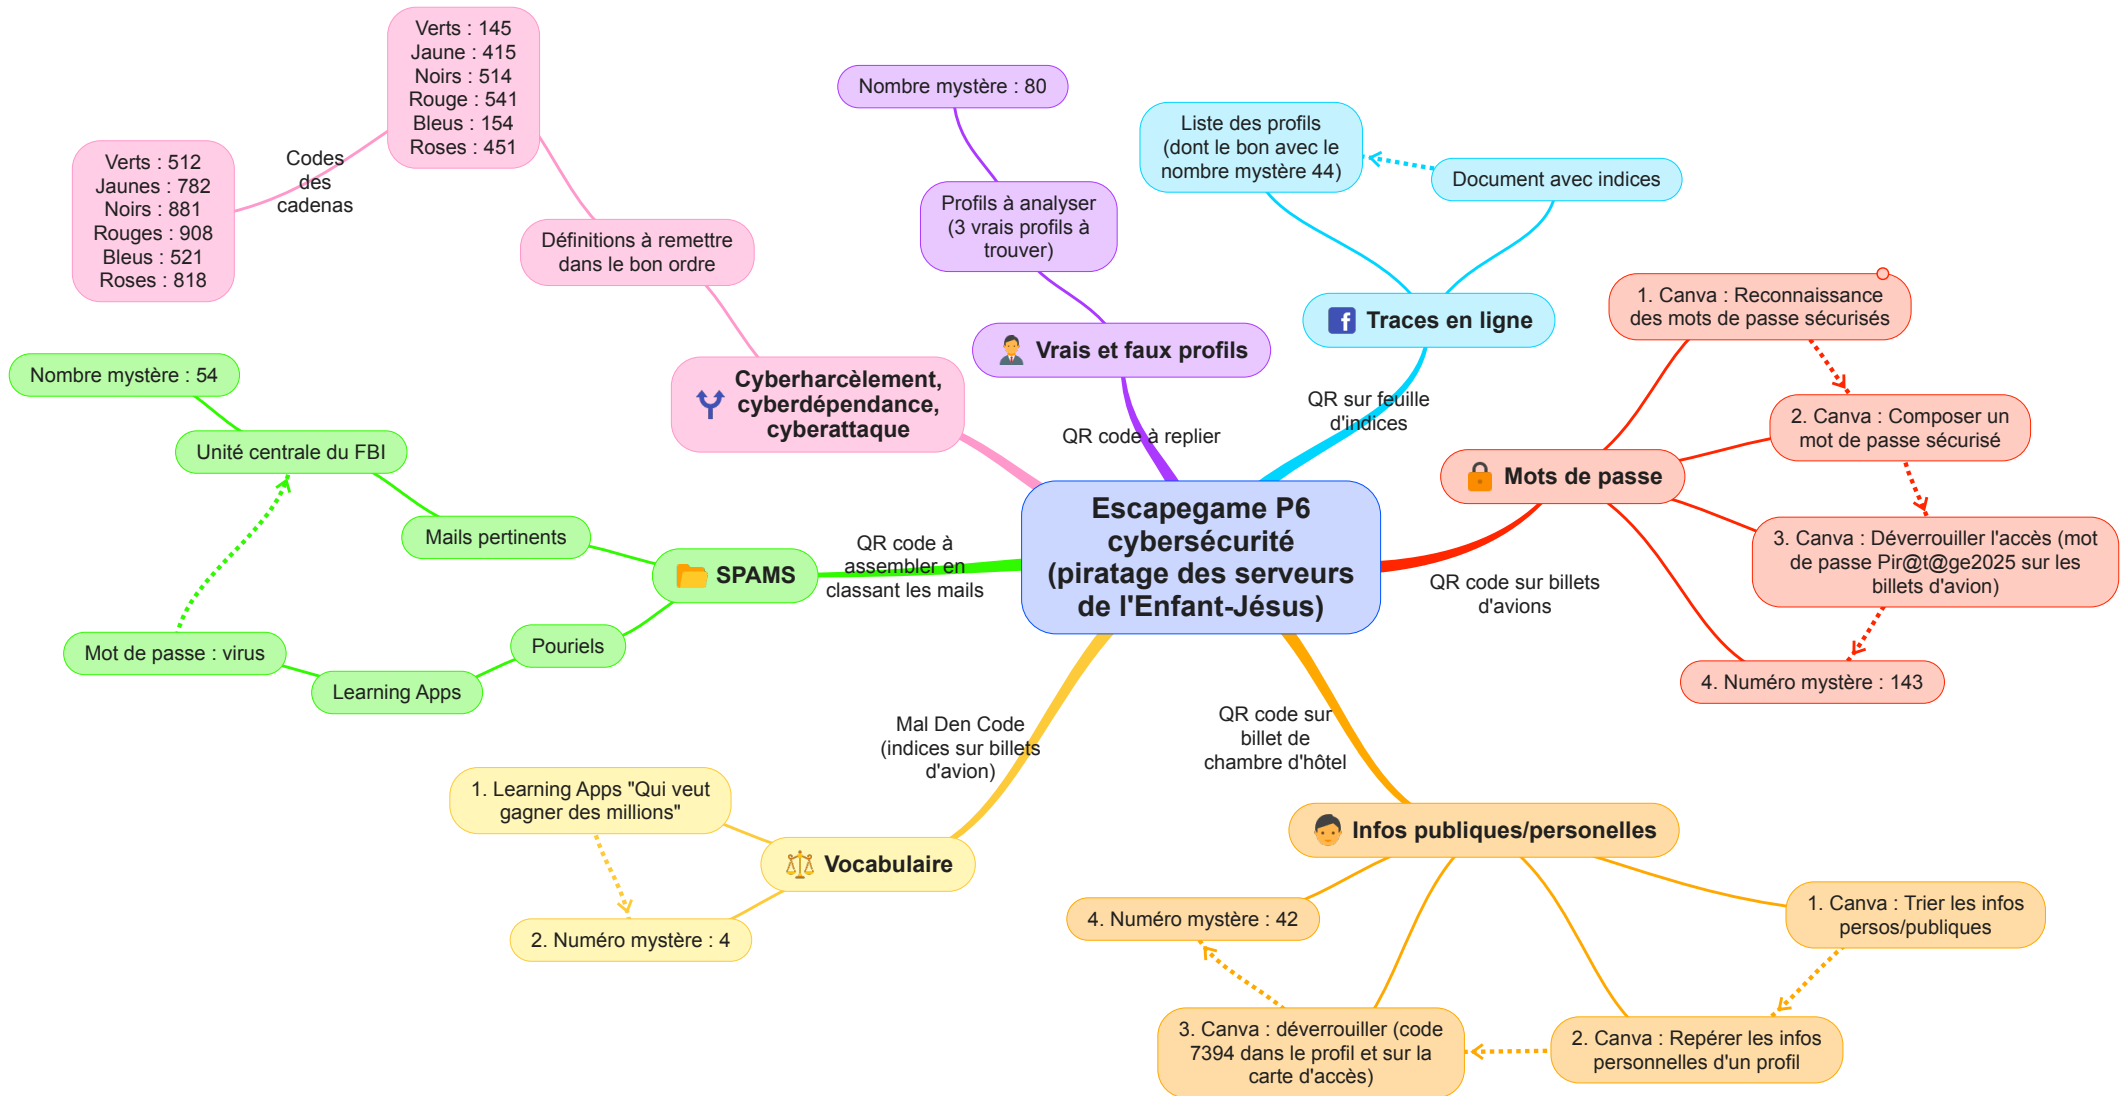 Verts : 145
Jaune : 415
Noirs : 514
Rouge : 541
Bleus : 154
Roses : 451
Verts : 512
Jaunes : 782
Noirs : 881
Rouges : 908
Bleus : 521
Roses : 818
Codes
des
cadenas
Définitions à remettre
dans le bon ordre
Cyberharcèlement,
cyberdépendance,
cyberattaque
Nombre mystère : 80
Profils à analyser
(3 vrais profils à
trouver)
Vrais et faux profils
QR code à replier
Liste des profils
(dont le bon avec le
nombre mystère 44)
Document avec indices
Traces en ligne
QR sur feuille
d'indices
1. Canva : Reconnaissance
des mots de passe sécurisés
2. Canva : Composer un
mot de passe sécurisé
Mots de passe
3. Canva : Déverrouiller l'accès (mot
de passe Pir@t@ge2025 sur les
billets d'avion)
4. Numéro mystère : 143
QR code sur billets
d'avions
Escapegame P6
cybersécurité
(piratage des serveurs
de l'Enfant-Jésus)
Nombre mystère : 54
Unité centrale du FBI
Mails pertinents
SPAMS
QR code à
assembler en
classant les mails
Pouriels
Learning Apps
Mot de passe : virus
Mal Den Code
(indices sur billets
d'avion)
1. Learning Apps "Qui veut
gagner des millions"
Vocabulaire
2. Numéro mystère : 4
QR code sur
billet de
chambre d'hôtel
Infos publiques/personelles
1. Canva : Trier les infos
persos/publiques
2. Canva : Repérer les infos
personnelles d'un profil
3. Canva : déverrouiller (code
7394 dans le profil et sur la
carte d'accès)
4. Numéro mystère : 42